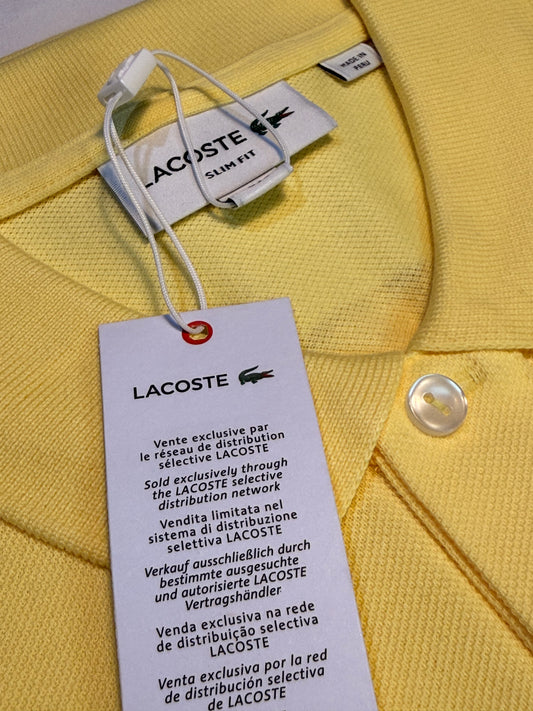 MADE IN
PERU
LACOSTE
SLIM FIT
LACOSTE
Vente exclusive par
le réseau de distribution
sélective LACOSTE
Sold exclusively through
the LACOSTE selective
distribution network
Vendita limitata nel
sistema di distribuzione
selettiva LACOSTE
Verkauf ausschließlich durch
bestimmte ausgesuchte
und autorisierte LACOSTE
Vertragshändler
Venda exclusiva na rede
de distribuição selectiva
LACOSTE
Venta exclusiva por la red
de distribución selectiva
de LACOSTE